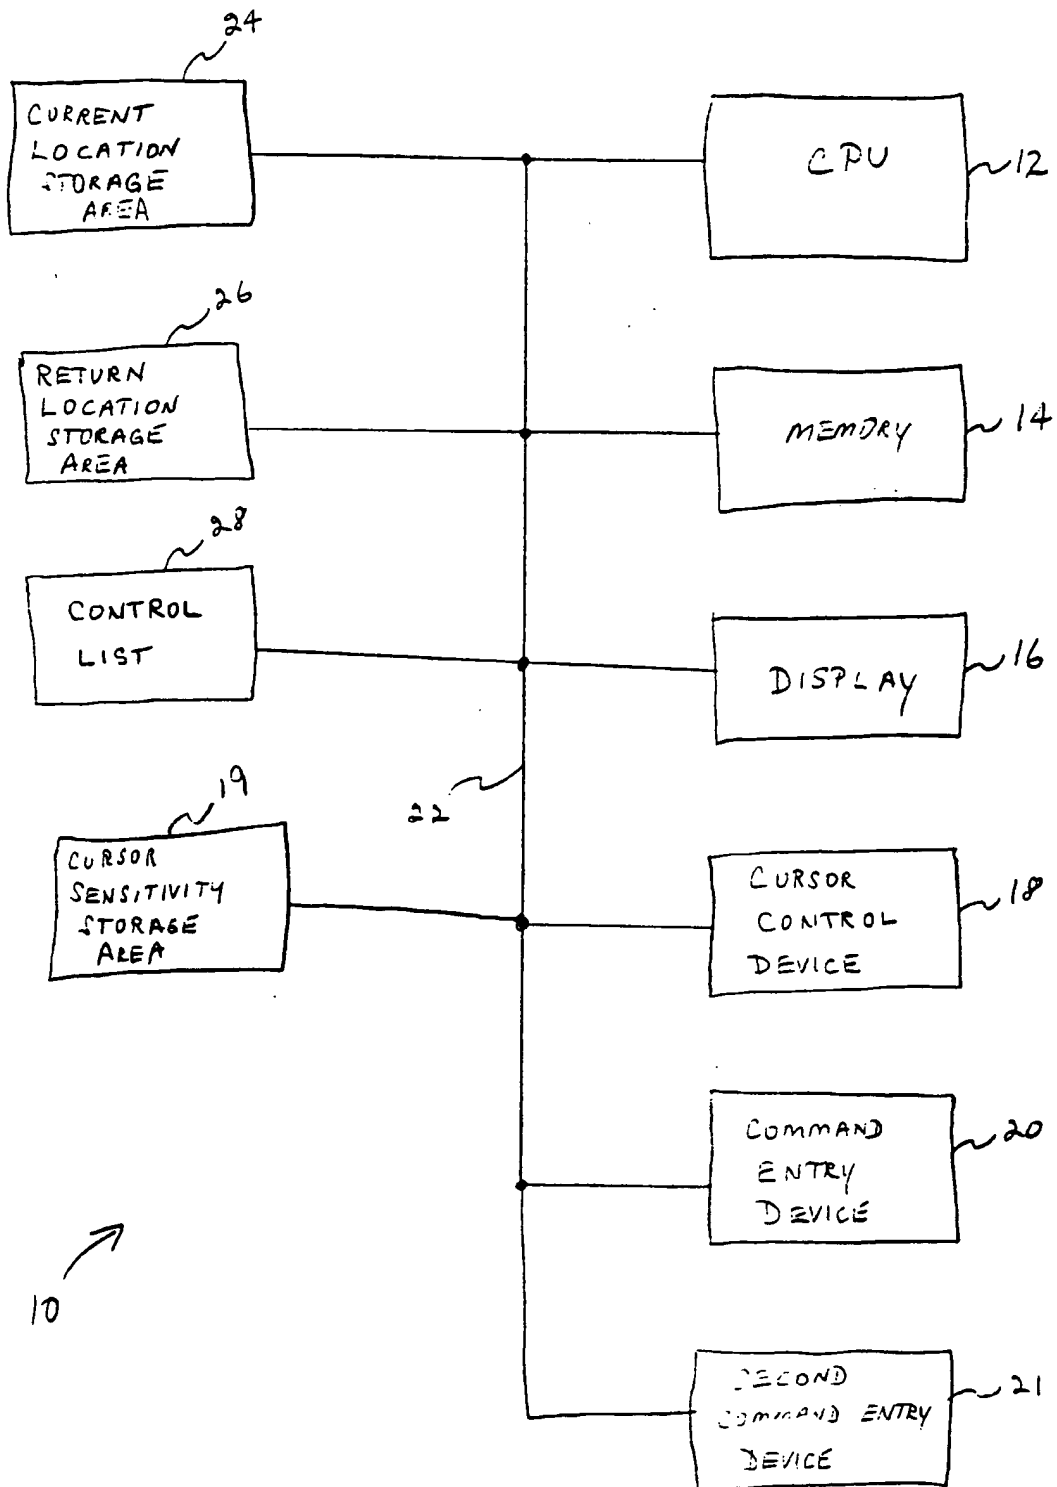 24
CURRENT
LOCATION
STORAGE
AREA
CPU
12
26
RETURN
LOCATION
STORAGE
AREA
MEMORY
14
28
CONTROL
LIST
DISPLAY
16
22
19
CURSOR
SENSITIVITY
STORAGE
AREA
CURSOR
CONTROL
DEVICE
18
COMMAND
ENTRY
DEVICE
20
10
SECOND
COMMAND ENTRY
DEVICE
21